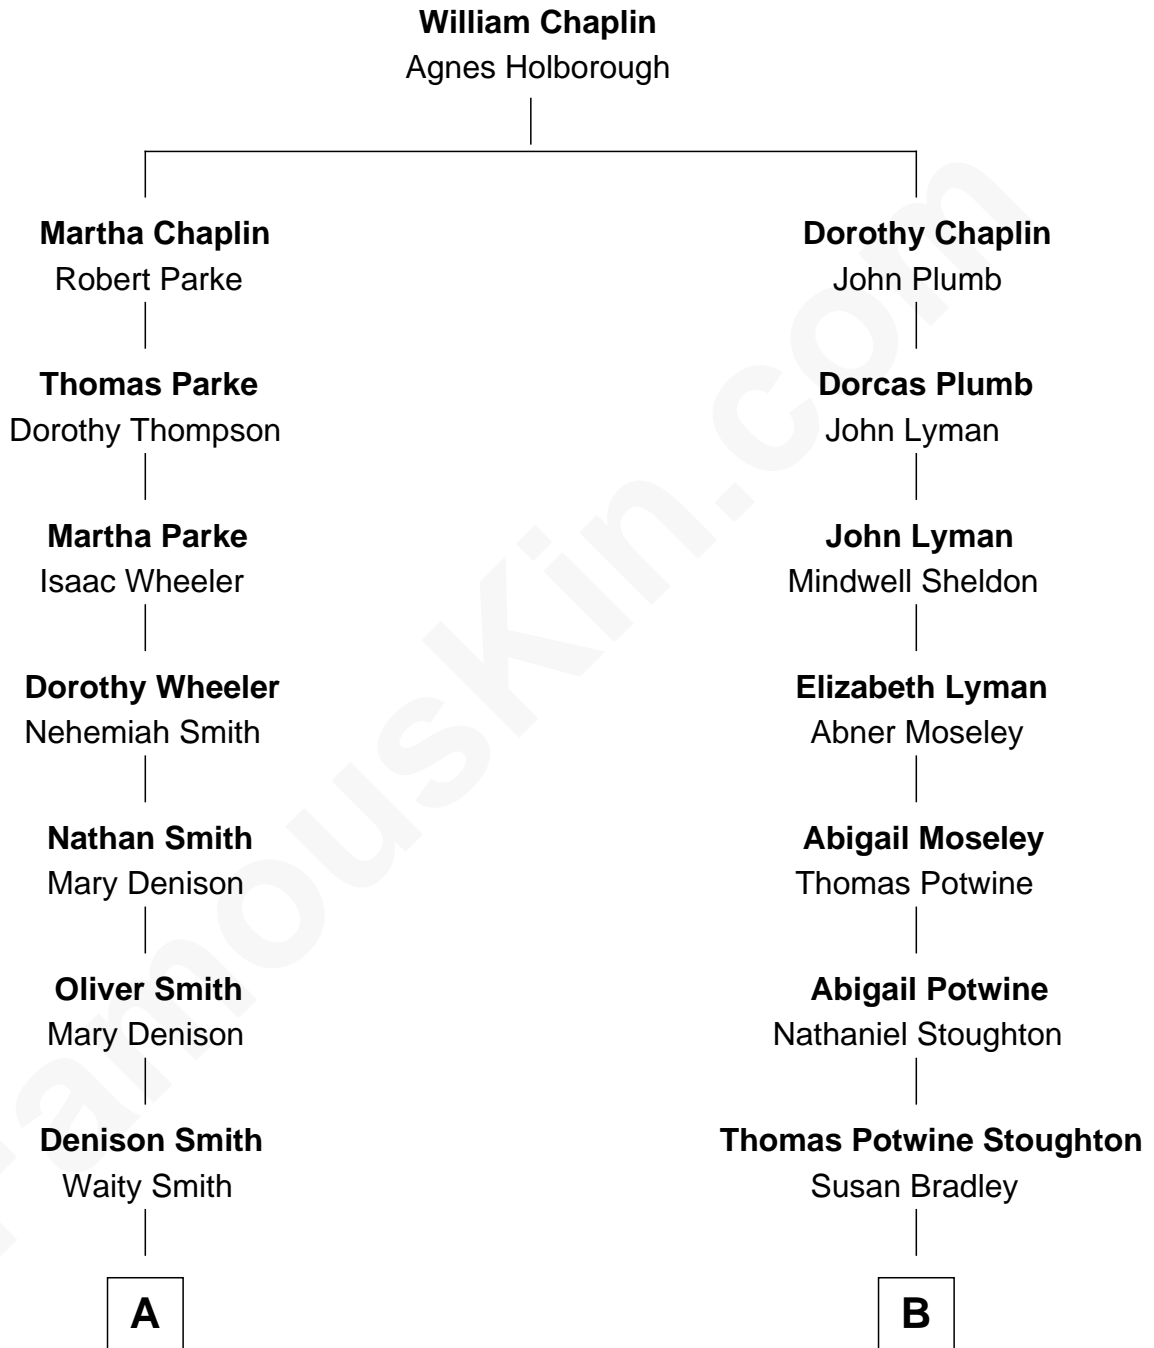 William Chaplin
Agnes Holborough
Martha Chaplin
Robert Parke
Dorothy Chaplin
John Plumb
Thomas Parke
Dorothy Thompson
Dorcas Plumb
John Lyman
Martha Parke
Isaac Wheeler
John Lyman
Mindwell Sheldon
Dorothy Wheeler
Nehemiah Smith
Elizabeth Lyman
Abner Moseley
Nathan Smith
Mary Denison
Abigail Moseley
Thomas Potwine
Oliver Smith
Mary Denison
Abigail Potwine
Nathaniel Stoughton
Denison Smith
Waity Smith
Thomas Potwine Stoughton
Susan Bradley
A
B
FamousKin.com